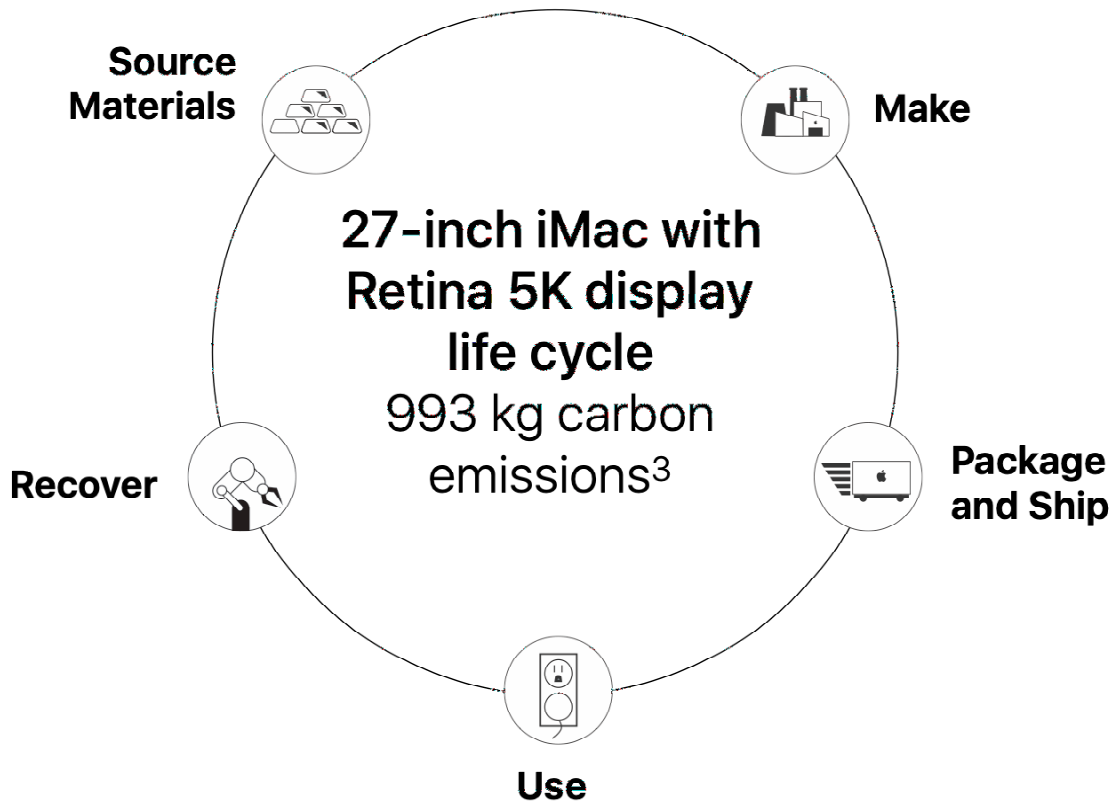 Source
Materials
Make
27-inch iMac with
Retina 5K display
life cycle
993 kg carbon
emissions³
Recover
Package
and Ship
Use